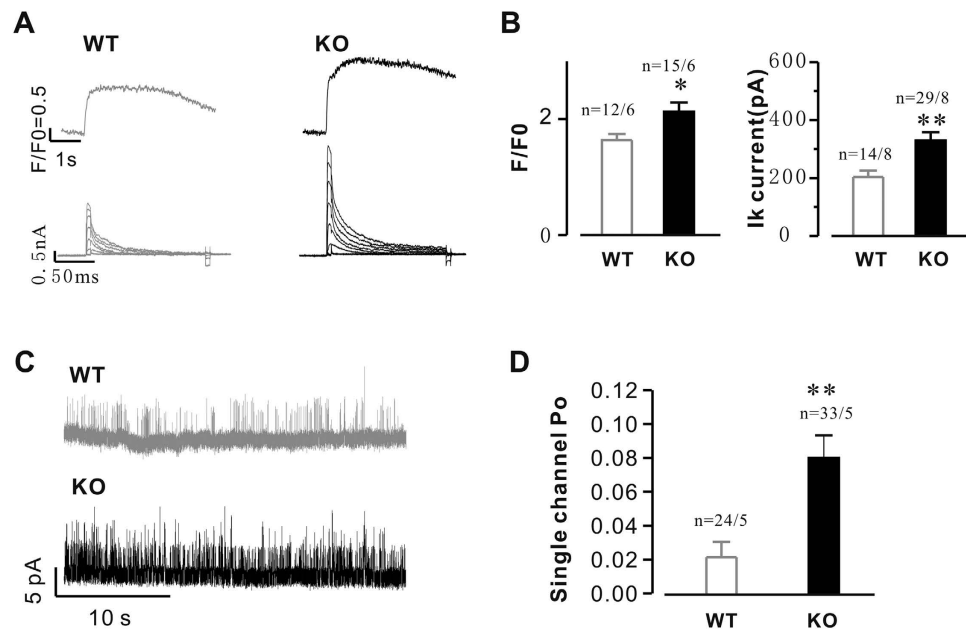 A
WT
KO
F/F0=0.5
1s
0.5nA
50ms
B
F/F0
2
0
n=12/6
n=15/6
*
WT
KO
Ik current(pA)
600
400
200
0
n=14/8
n=29/8
**
WT
KO
C
WT
KO
5 pA
10 s
D
Single channel Po
0.12
0.10
0.08
0.06
0.04
0.02
0.00
n=24/5
**
n=33/5
WT
KO